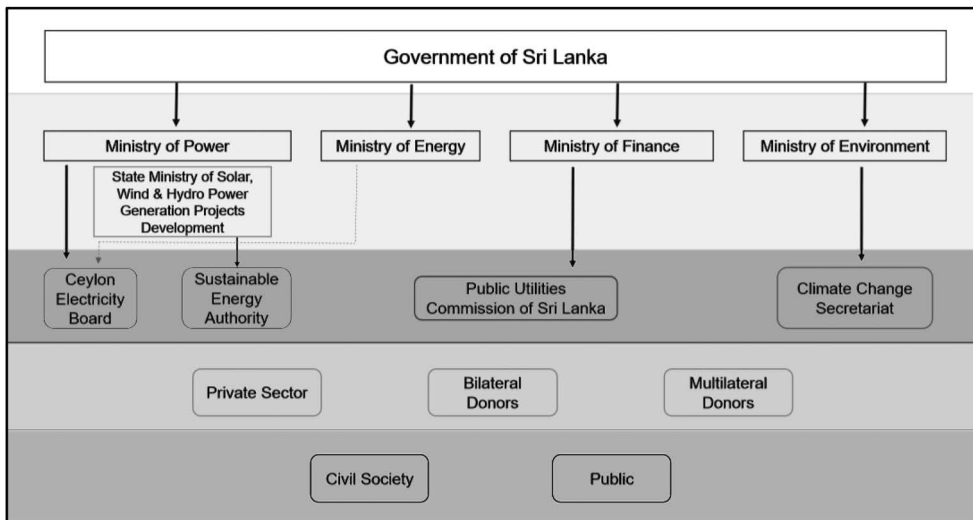 Government of Sri Lanka
Ministry of Power
Ministry of Energy
Ministry of Finance
Ministry of Environment
State Ministry of Solar,
Wind & Hydro Power
Generation Projects
Development
Ceylon
Electricity
Board
Sustainable
Energy
Authority
Public Utilities
Commission of Sri Lanka
Climate Change
Secretariat
Private Sector
Bilateral
Donors
Multilateral
Donors
Civil Society
Public